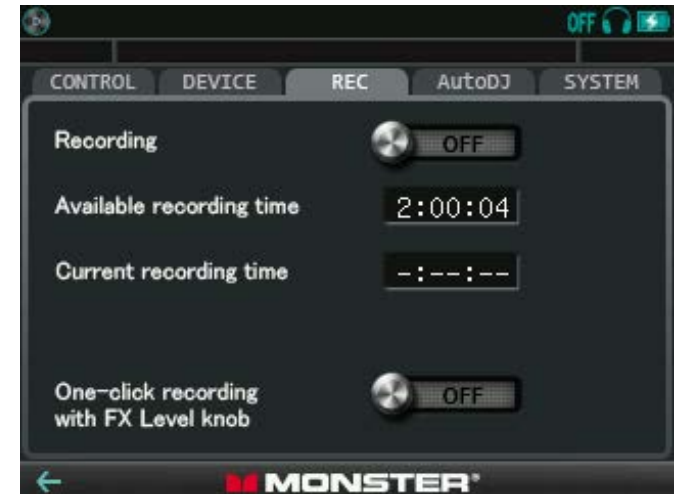 OFF
CONTROL DEVICE REC AutoDJ SYSTEM
Recording OFF
Available recording time 2:00:04
Current recording time -:--:--
One-click recording
with FX Level knob OFF
MONSTER®